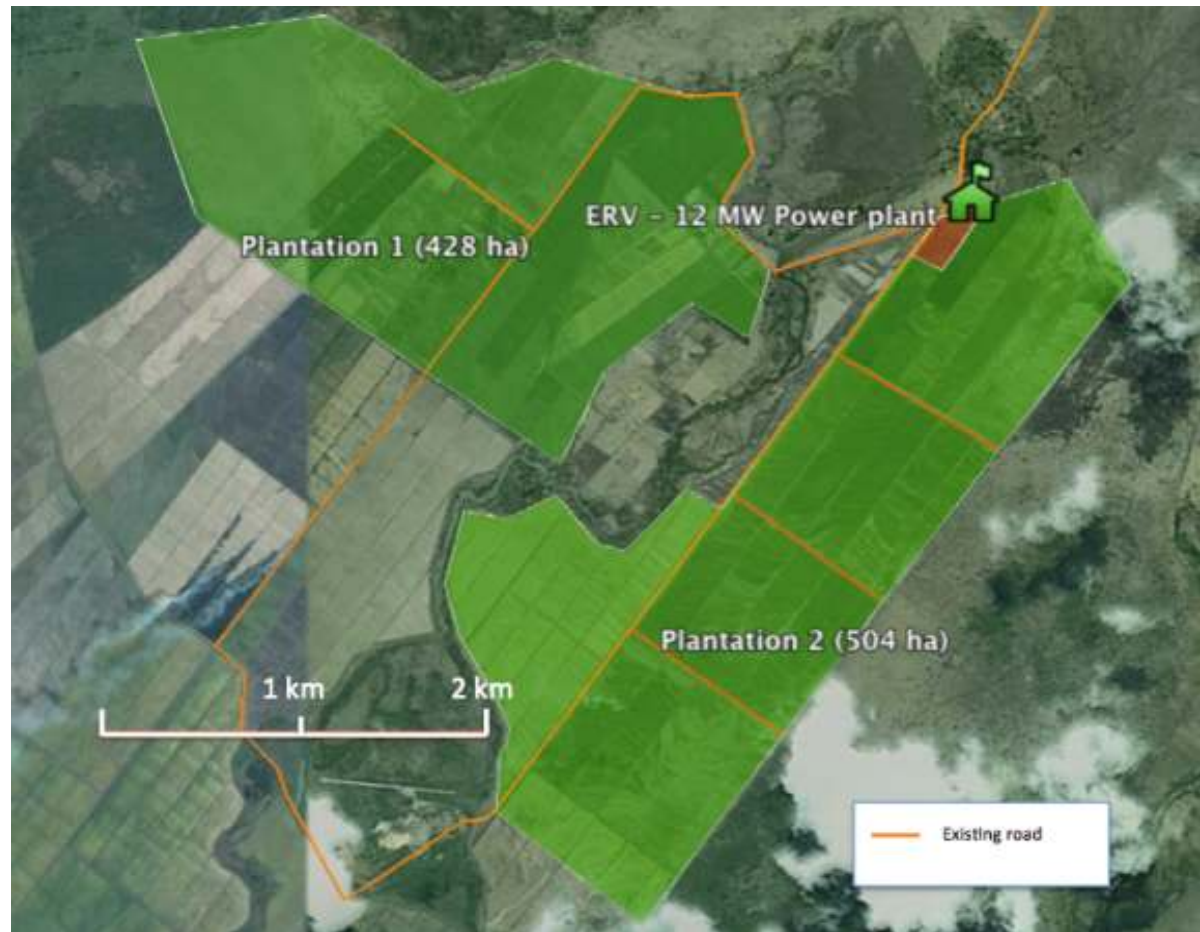 ERV - 12 MW Power plant
Plantation 1 (428 ha)
Plantation 2 (504 ha)
1 km
2 km
Existing road